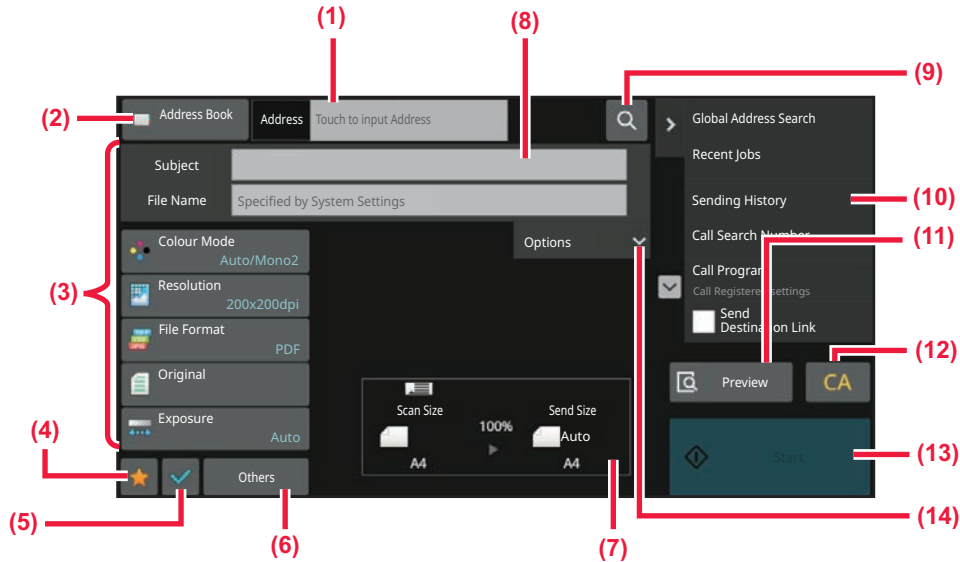 (1)
(8)
(9)
(2)
Address Book
Address
Touch to input Address
Global Address Search
Recent Jobs
Subject
File Name
Specified by System Settings
Sending History
(10)
Options
Call Search Number
(11)
(3)
Colour Mode
Auto/Mono2
Resolution
200x200dpi
File Format
PDF
Original
Exposure
Auto
Call Program
Call Registered settings
Send
Destination Link
(12)
Preview
CA
Scan Size
100%
Send Size
Auto
A4
A4
(4)
Others
Start
(13)
(5)
(6)
(7)
(14)